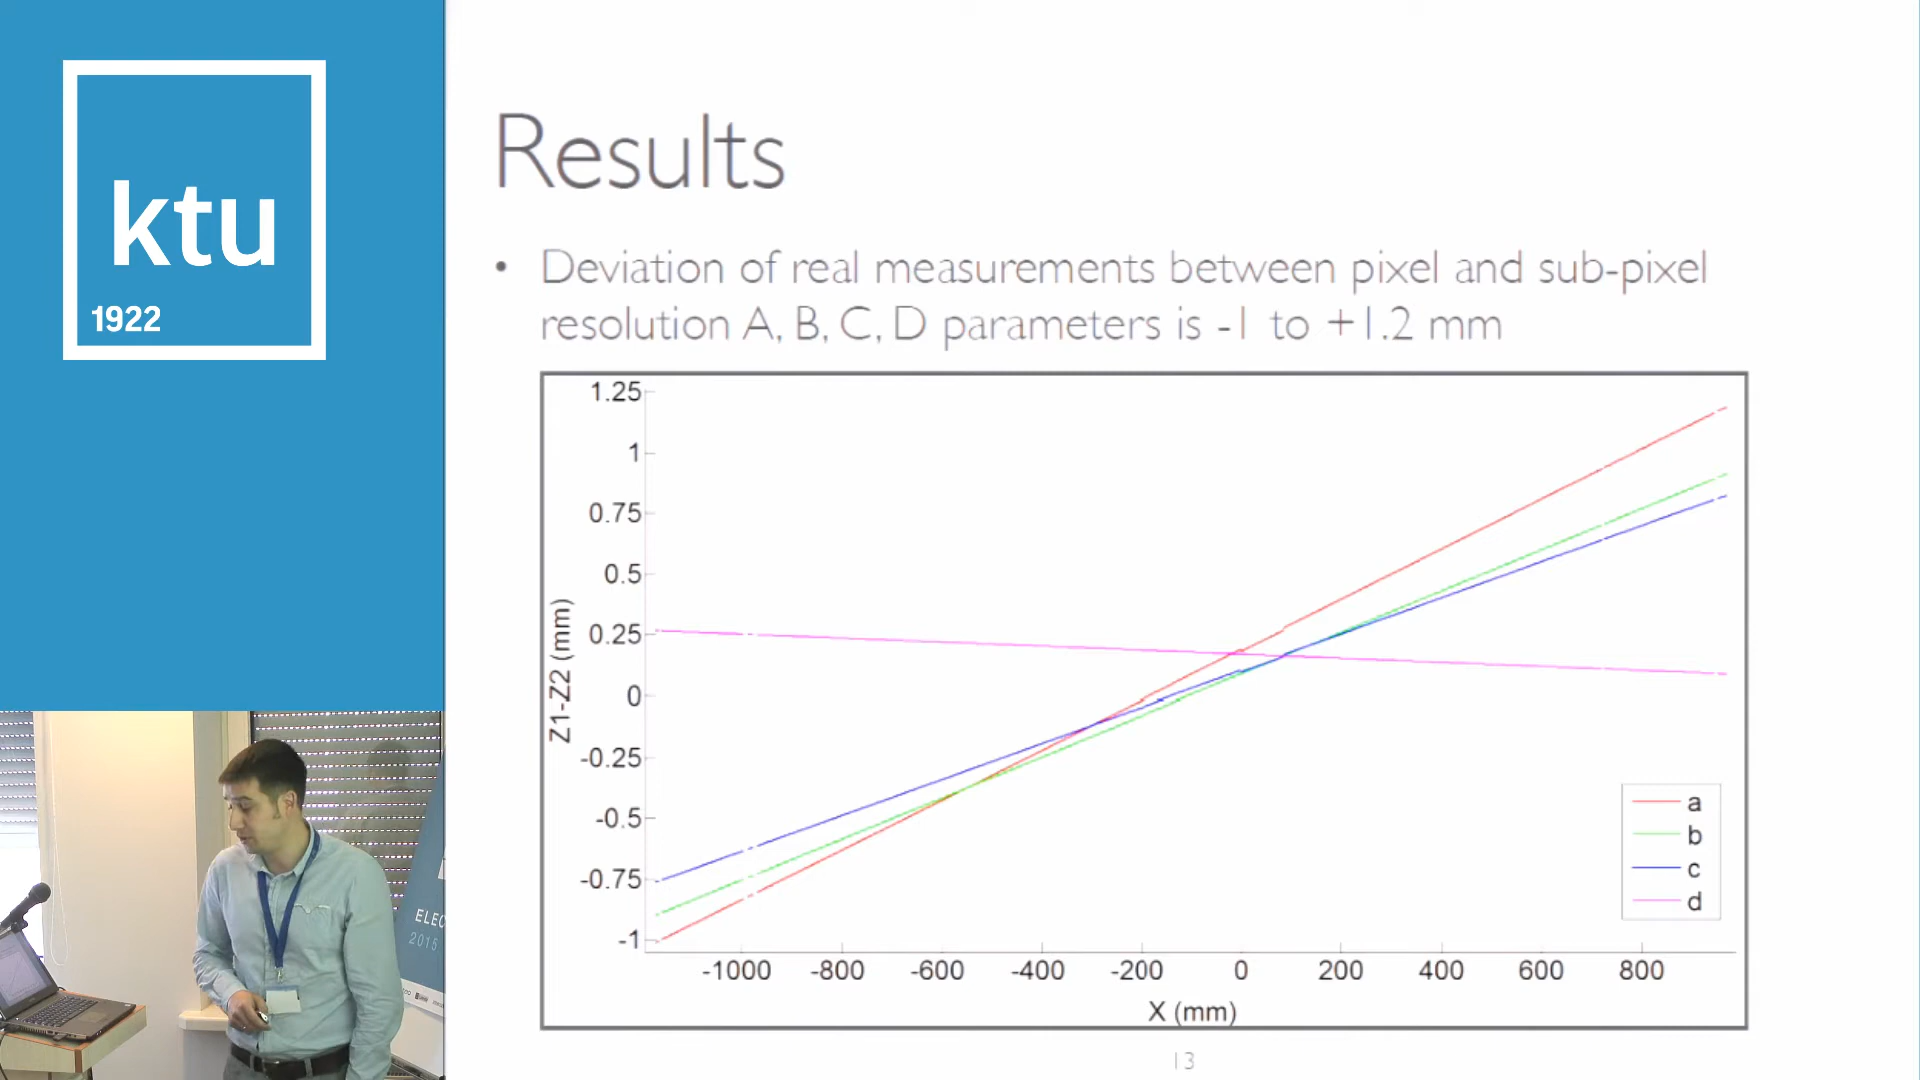 ktu
1922
Results
• Deviation of real measurements between pixel and sub-pixel
resolution A, B, C, D parameters is -1 to +1.2 mm
1.25
1
0.75
0.5
0.25
0
-0.25
-0.5
-0.75
-1
Z1-Z2 (mm)
-1000 -800 -600 -400 -200 0 200 400 600 800
X (mm)
a
b
c
d
13
ELEC
2015